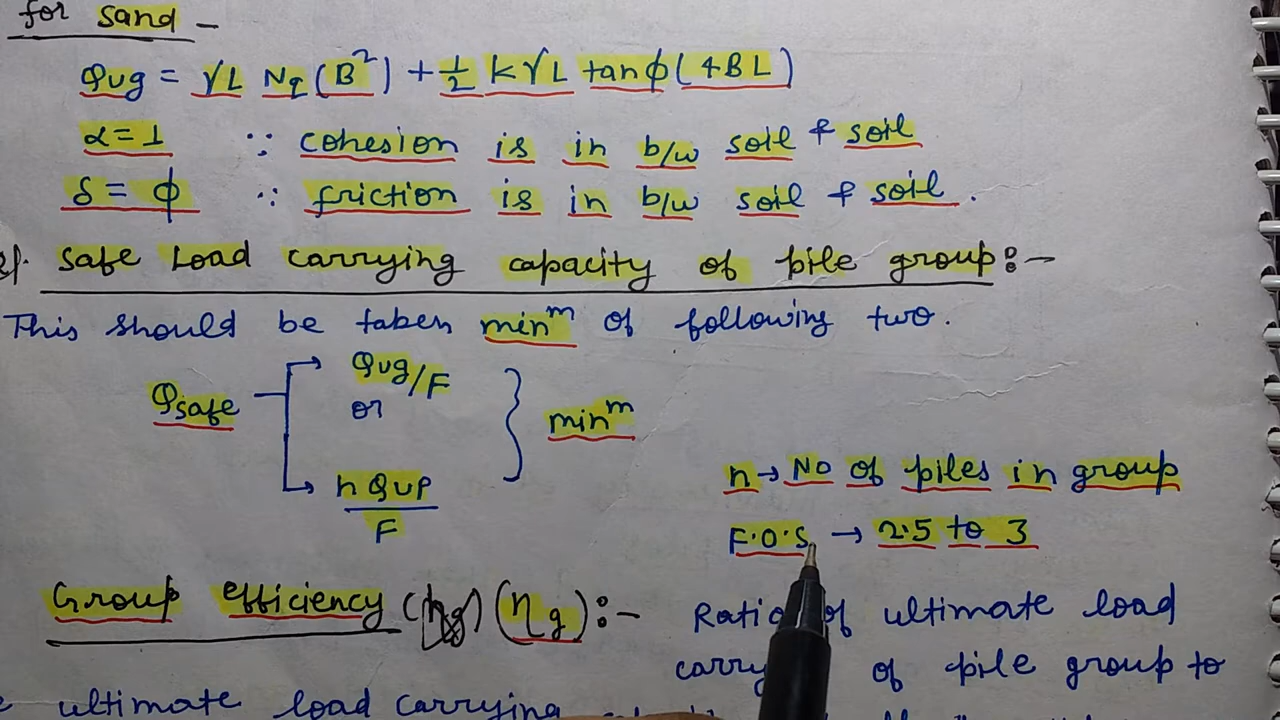 for sand -
Qug = γL Nq (B²) + 1/2 KγL tanϕ (4BL)
α = 1 ∵ cohesion is in b/w soil & soil
δ = ϕ ∵ friction is in b/w soil & soil.
Safe Load carrying capacity of pile group :-
This should be taken minᵐ of following two.
Qsafe → Qug/F
or
→ nQup/F
} minᵐ
n → No of piles in group
F.O.S. → 2.5 to 3
Group efficiency (ηg) :-
Ratio of ultimate load
carry of pile group to
ultimate load carrying